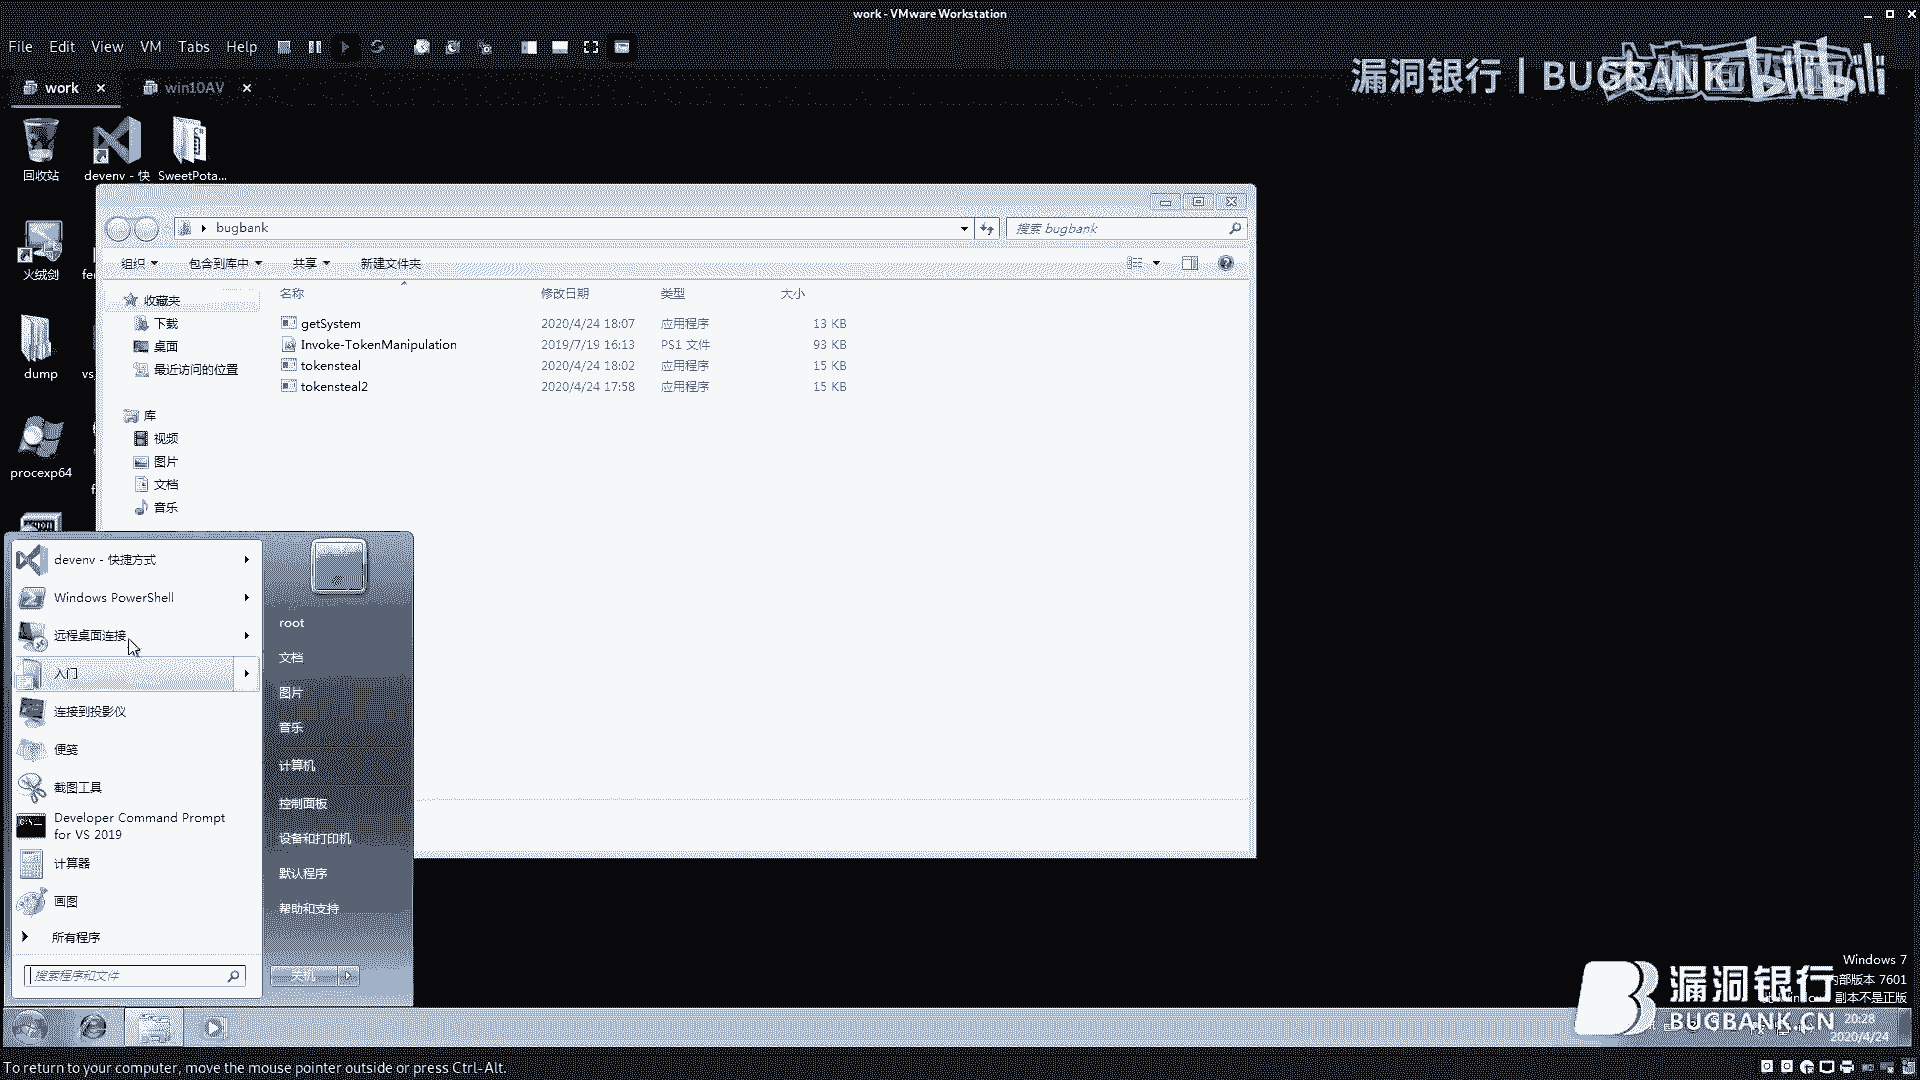 work - VMware Workstation
File Edit View VM Tabs Help
work
win10AV
漏洞银行 | BUGBANK
bilibili
回收站
devenv - 快
SweetPota...
火绒剑
dump
procexp64
bugbank
搜索 bugbank
组织
包含到库中
共享
新建文件夹
名称 修改日期 类型 大小
getSystem 2020/4/24 18:07 应用程序 13 KB
Invoke-TokenManipulation 2019/7/19 16:13 PS1 文件 93 KB
tokensteal 2020/4/24 18:02 应用程序 15 KB
tokensteal2 2020/4/24 17:58 应用程序 15 KB
收藏夹
下载
桌面
最近访问的位置
库
视频
图片
文档
音乐
devenv - 快捷方式
Windows PowerShell
远程桌面连接
入门
连接到投影仪
便笺
截图工具
Developer Command Prompt
for VS 2019
计算器
画图
所有程序
搜索程序和文件
root
文档
图片
音乐
计算机
控制面板
设备和打印机
默认程序
帮助和支持
关机
Windows 7
内部版本 7601
副本不是正版
漏洞银行
BUGBANK.CN
20:28
2020/4/24
To return to your computer, move the mouse pointer outside or press Ctrl-Alt.